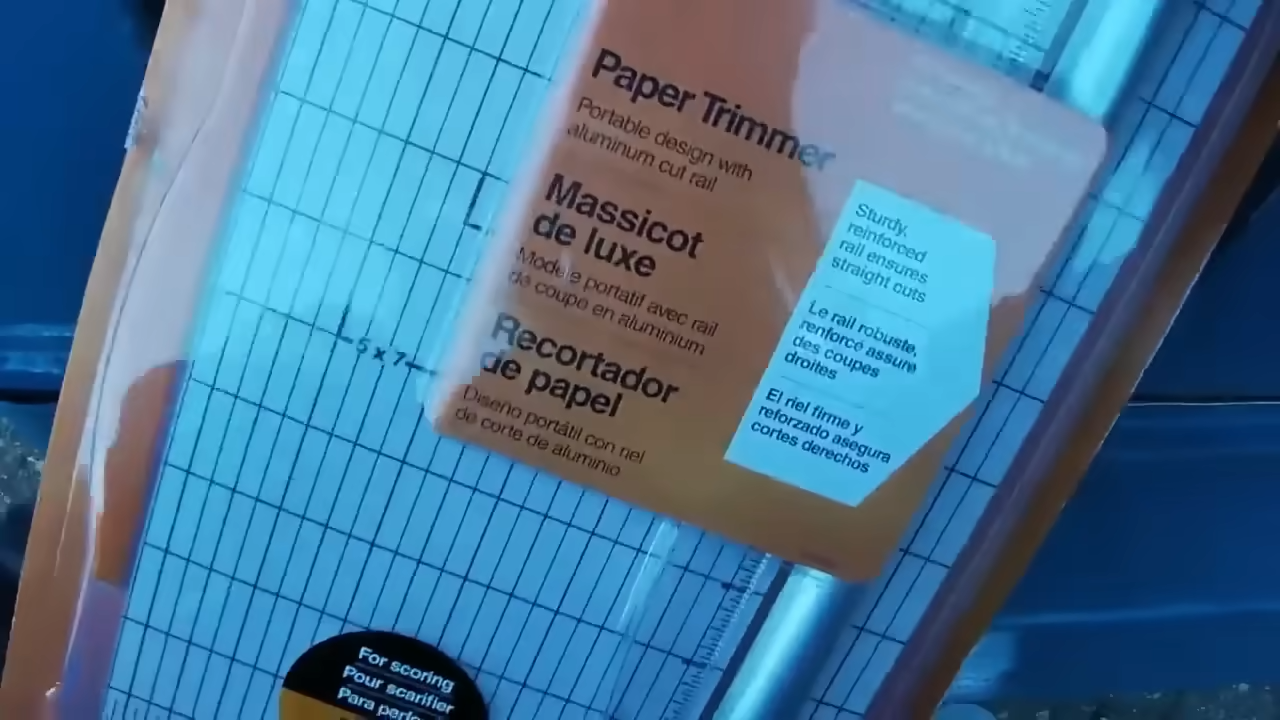 Paper Trimmer
Portable design with
aluminum cut rail
Massicot
de luxe
Modèle portatif avec rail
de coupe en aluminium
Recortador
de papel
Diseño portátil con riel
de corte de aluminio
Sturdy,
reinforced
rail ensures
straight cuts
Le rail robuste,
renforcé assure
des coupes
droites
El riel firme y
reforzado asegura
cortes derechos
5 x 7
For scoring
Pour scarifier
Para